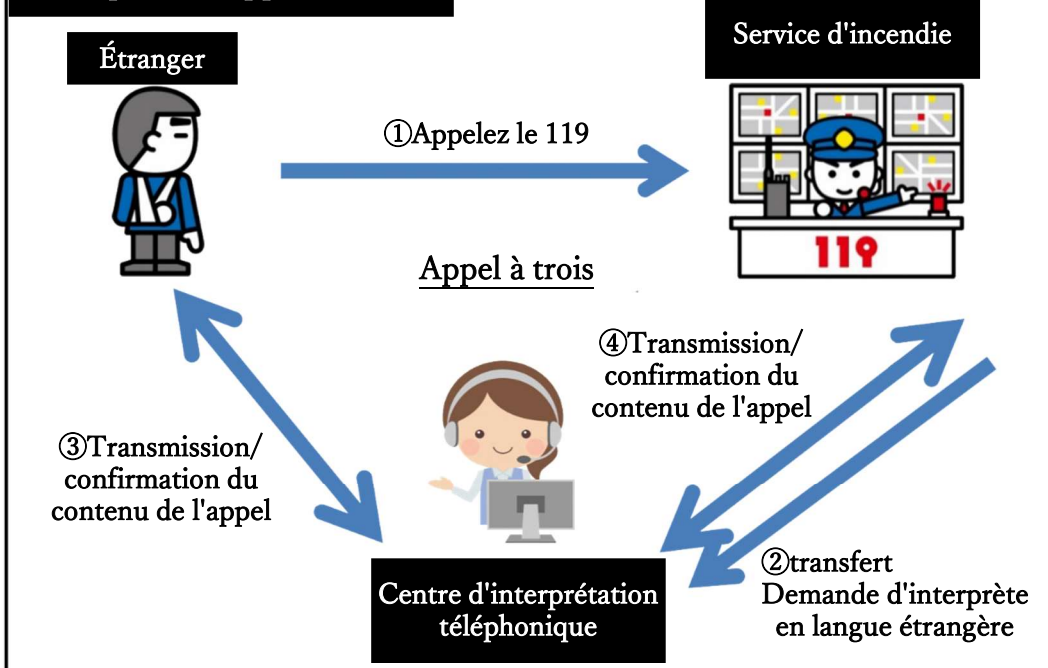 Étranger
Service d'incendie
①Appelez le 119
119
Appel à trois
④Transmission/
confirmation du
contenu de l'appel
③Transmission/
confirmation du
contenu de l'appel
②transfert
Demande d'interprète
en langue étrangère
Centre d'interprétation
téléphonique